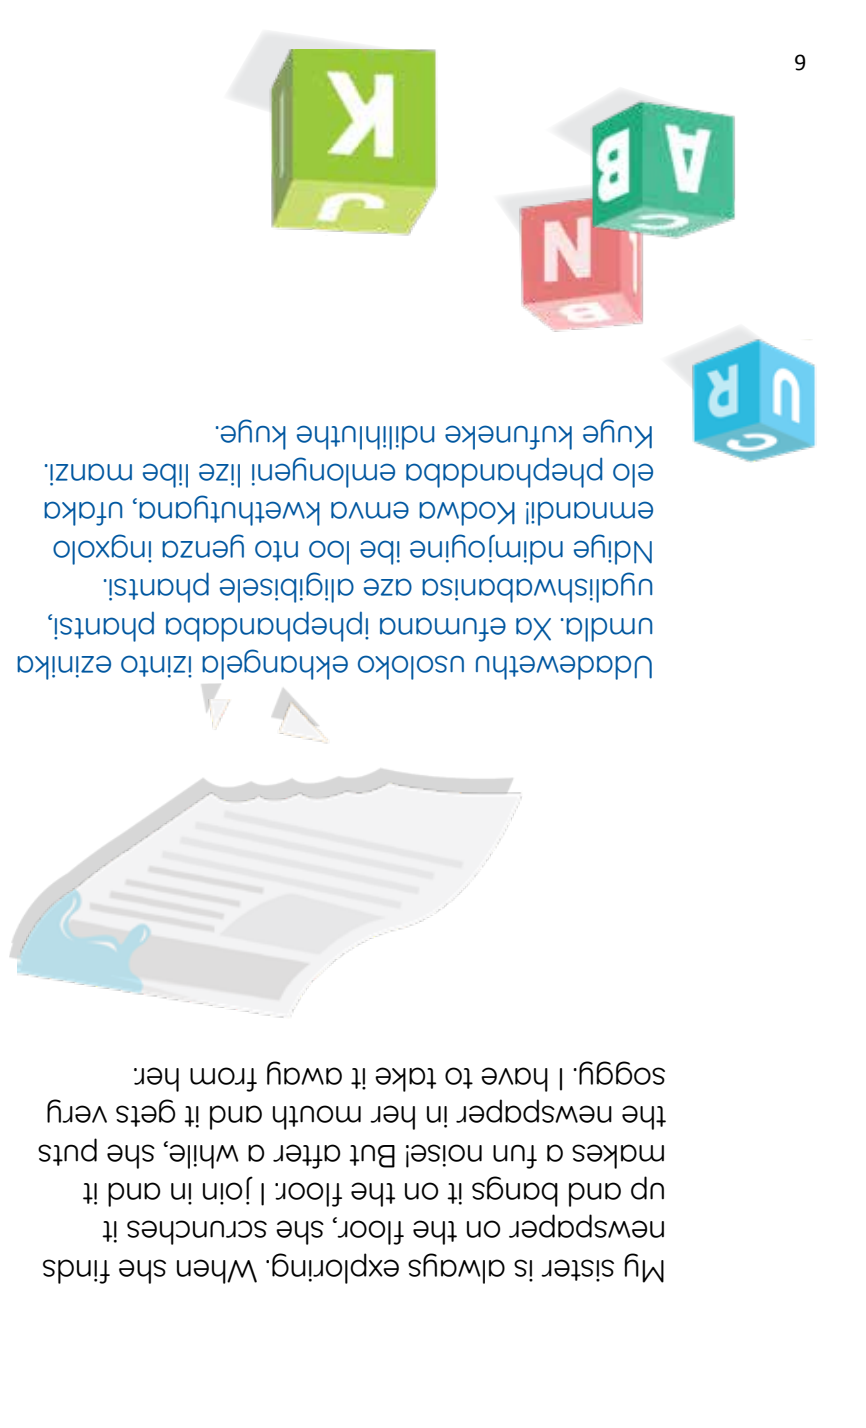 My sister is always exploring. When she finds
newspaper on the floor, she scrunches it
up and bangs it on the floor. I join in and it
makes a fun noise! But after a while, she puts
the newspaper in her mouth and it gets very
soggy. I have to take it away from her.
Udadewethu usoloko ekhangela izinto ezinika
umdla. Xa efumana iphephandaba phantsi,
uyalishwabanisa aze aligibisele phantsi.
Ndiye ndimjoyine ibe loo nto yenza ingxolo
emnandi! Kodwa emva kwethutyana, ufaka
elo phephandaba emlonyeni lize libe manzi.
Kuye kufuneke ndilihluthe kuye.
C
U R
B
N
C
A B
J
K
9